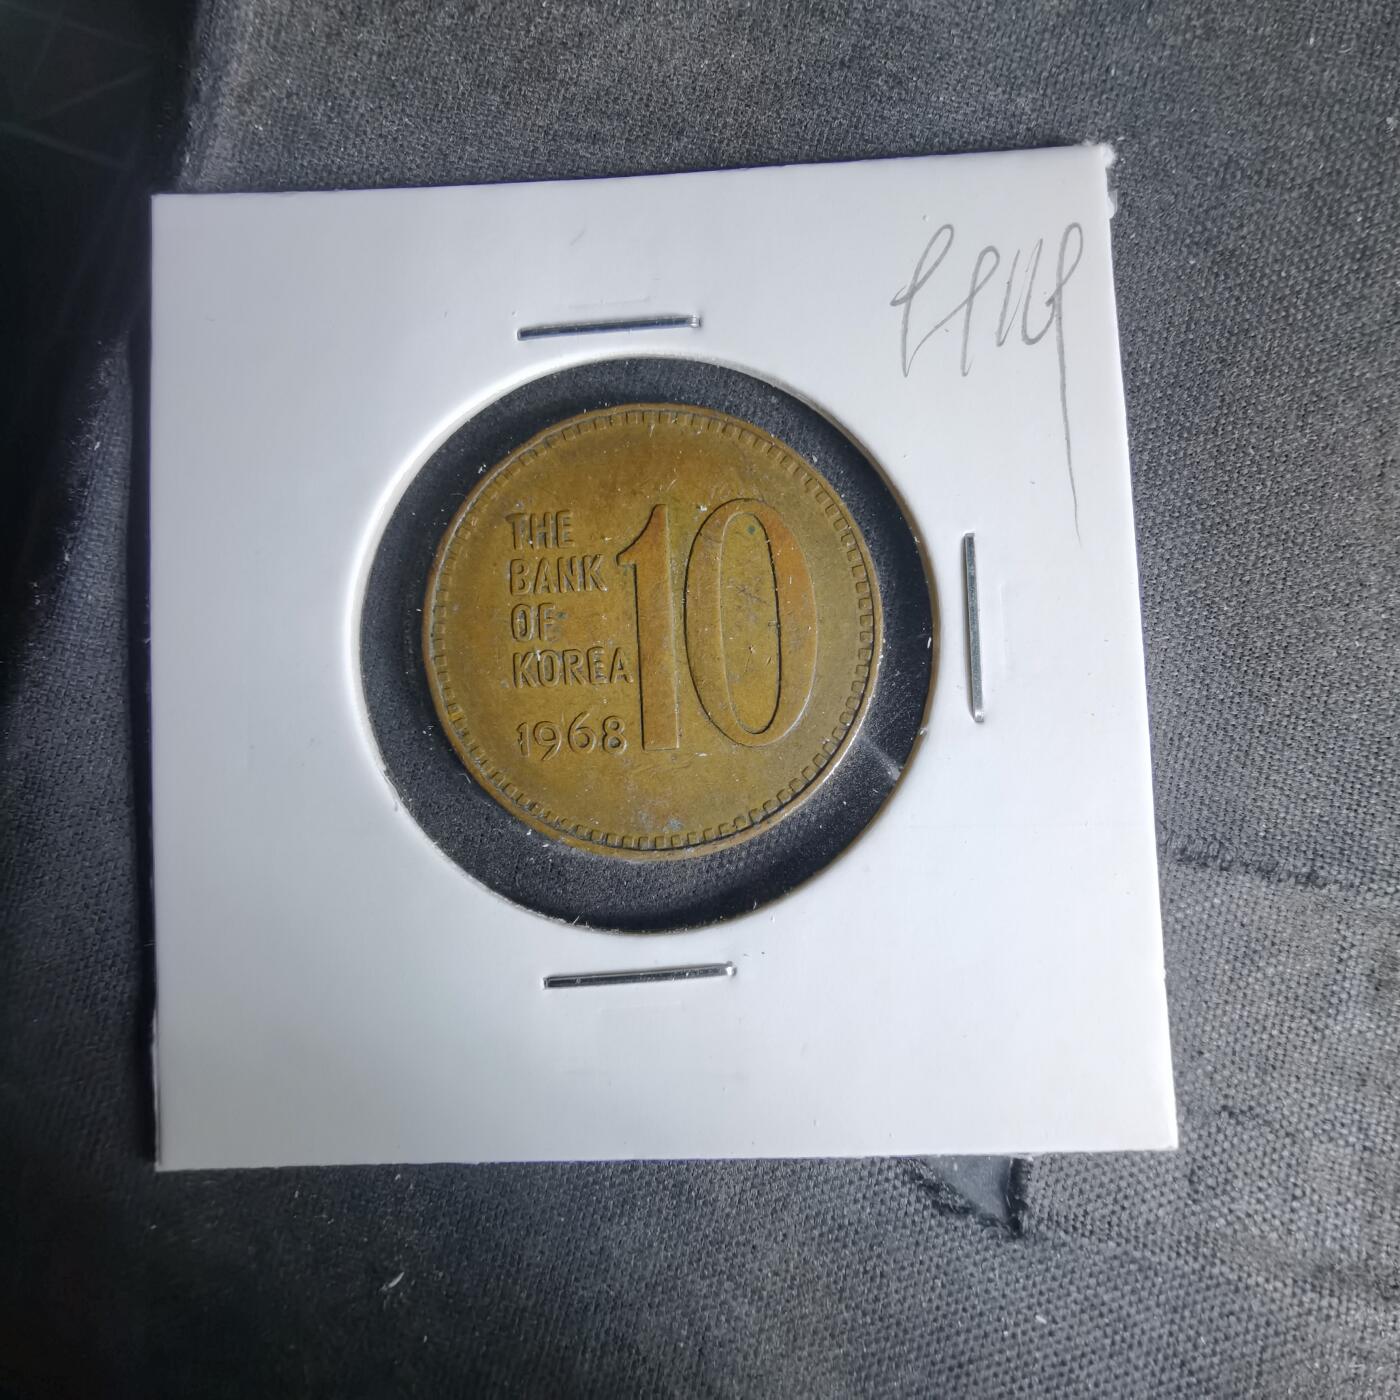 THE
BANK
OF
KOREA
1968
10